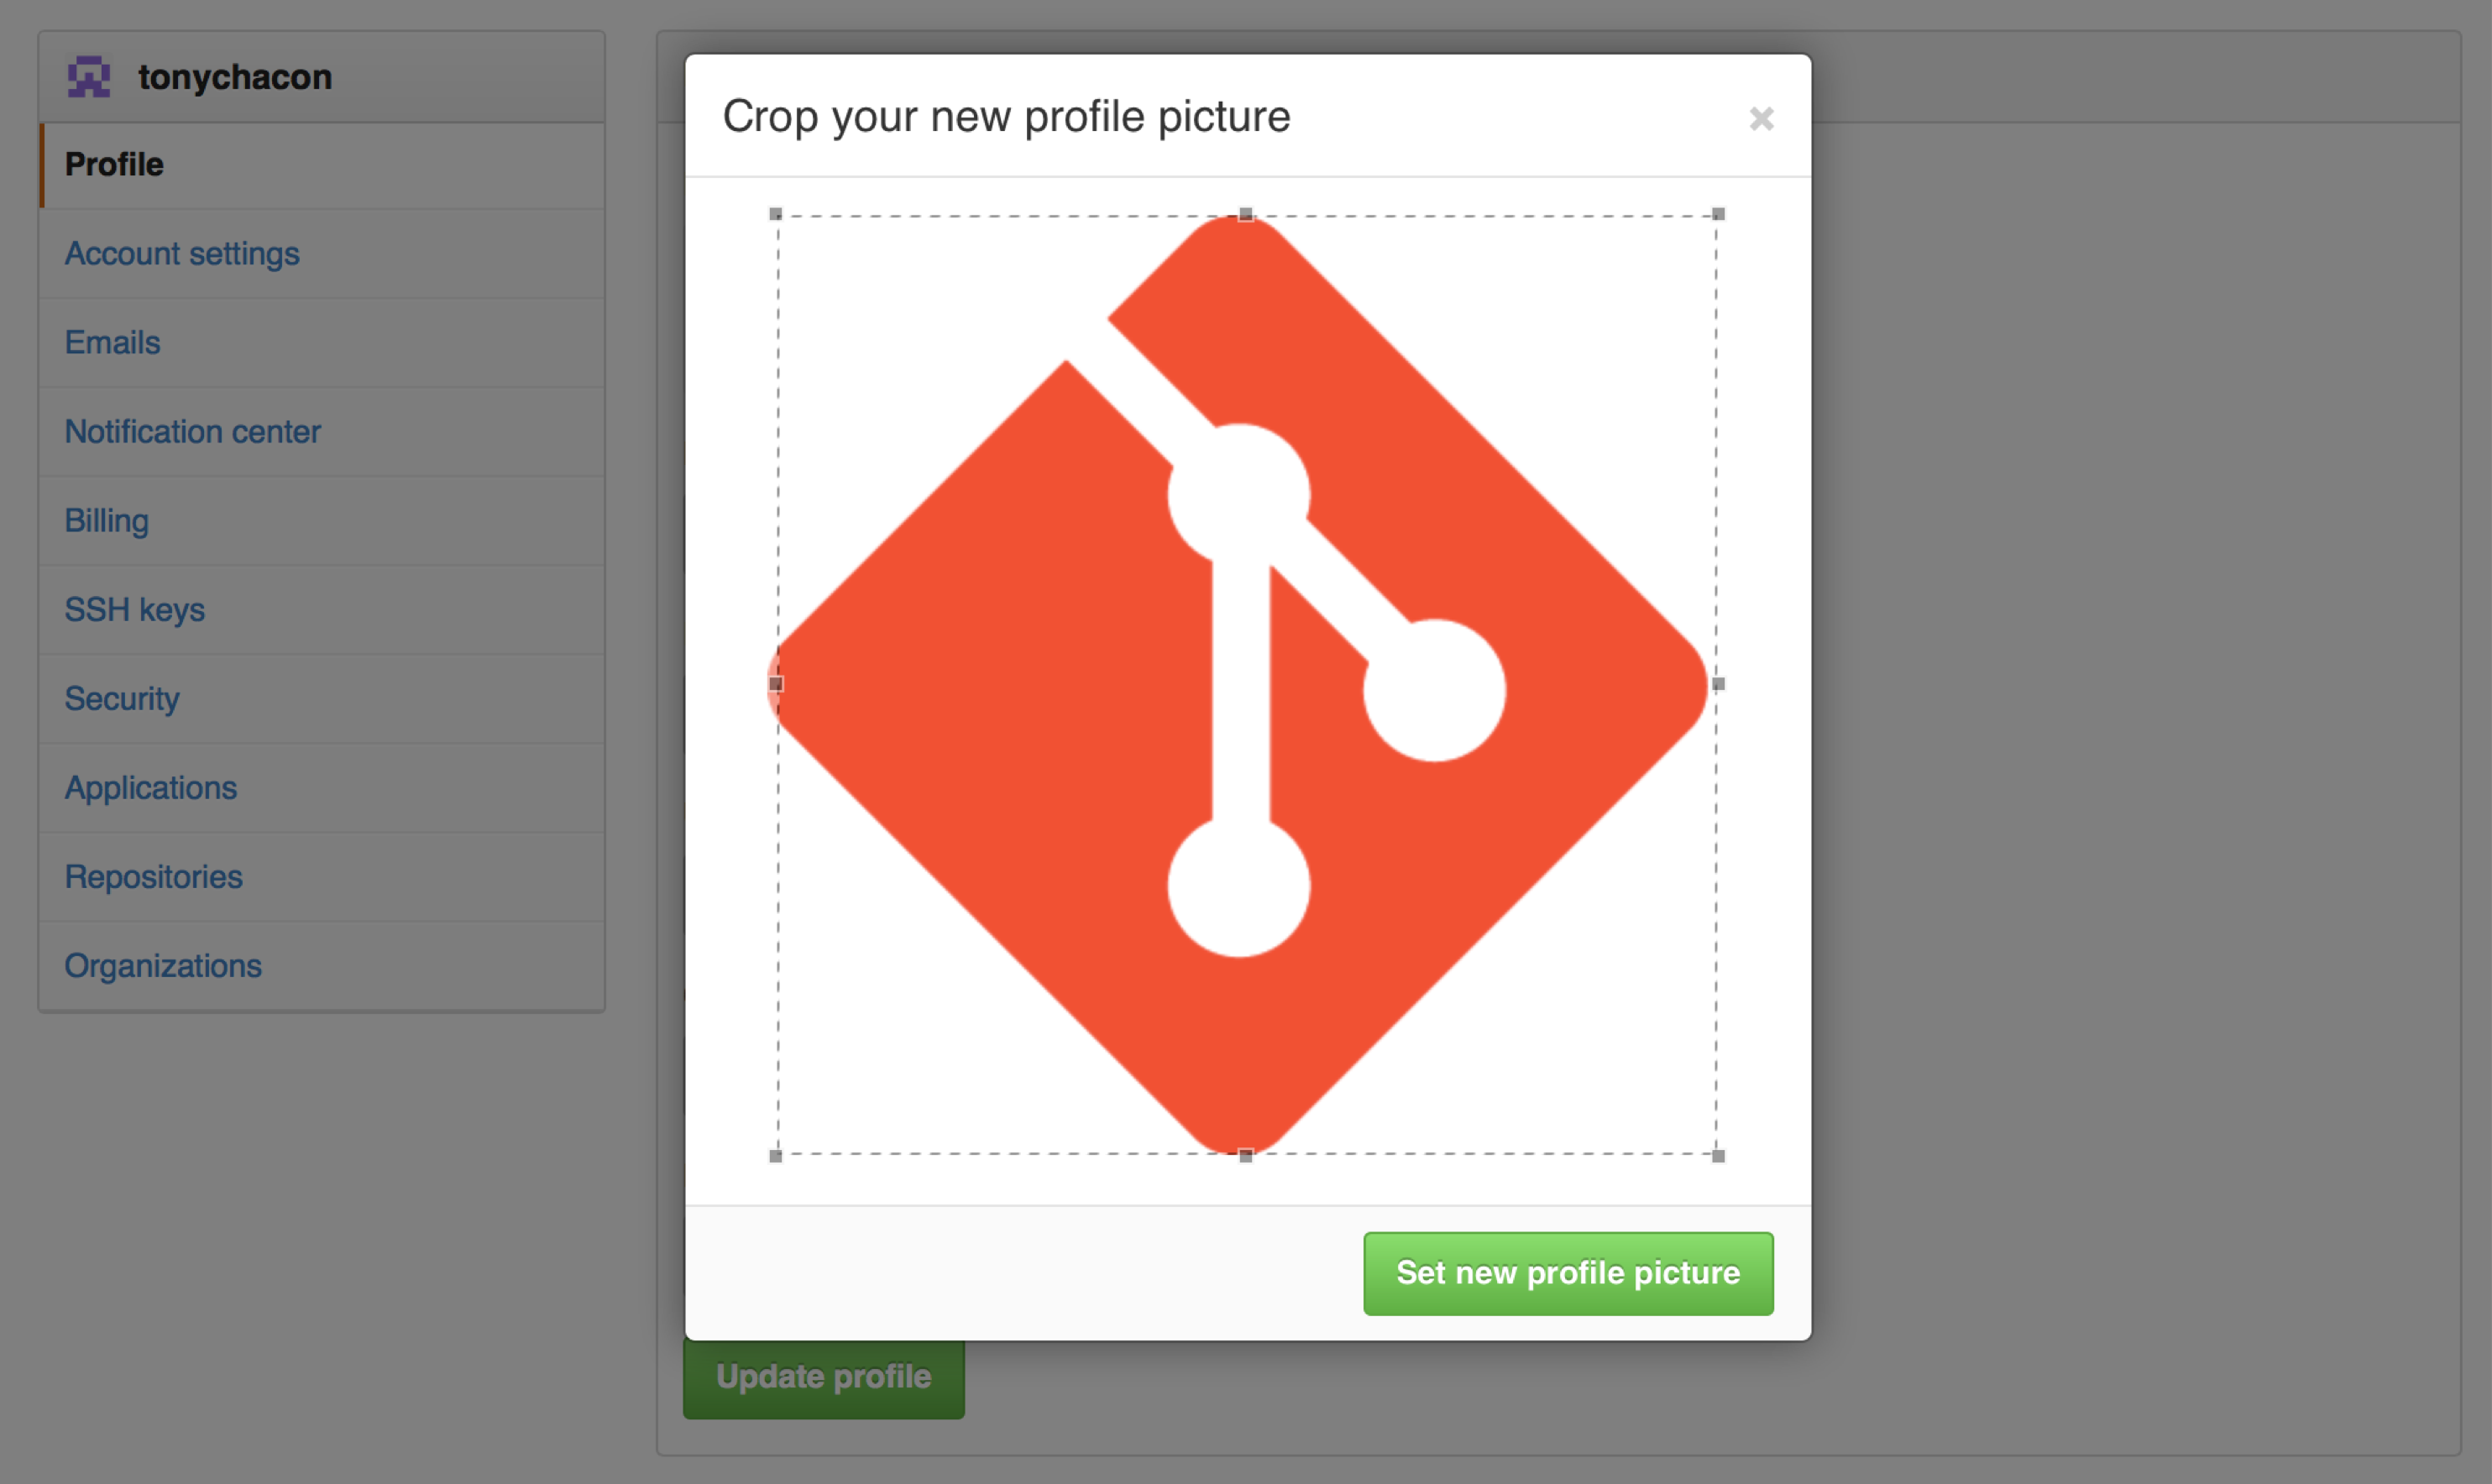 tonychacon
Profile
Account settings
Emails
Notification center
Billing
SSH keys
Security
Applications
Repositories
Organizations
Crop your new profile picture
Set new profile picture
Update profile